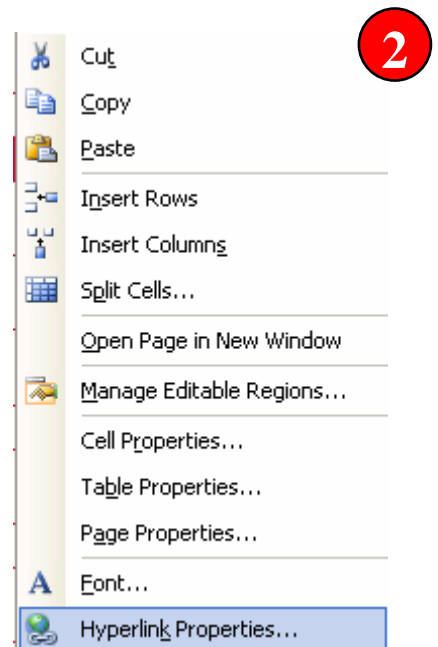 2
Cut
Copy
Paste
Insert Rows
Insert Columns
Split Cells...
Open Page in New Window
Manage Editable Regions...
Cell Properties...
Table Properties...
Page Properties...
A Font...
Hyperlink Properties...